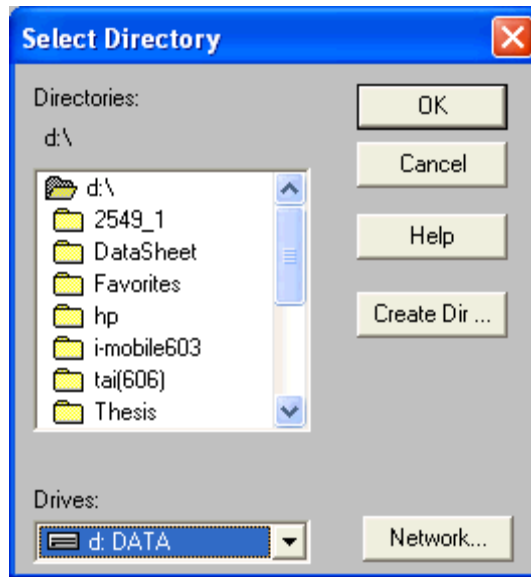 Select Directory
Directories:
d:\
d:\
2549_1
DataSheet
Favorites
hp
i-mobile603
tai(606)
Thesis
Drives:
d: DATA
OK
Cancel
Help
Create Dir ...
Network...